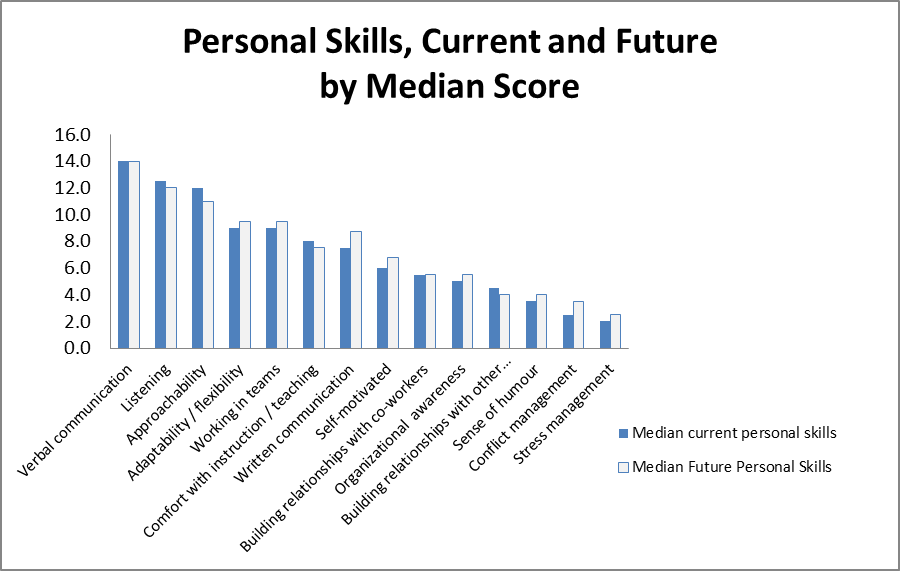 Personal Skills, Current and Future
by Median Score
16.0
14.0
12.0
10.0
8.0
6.0
4.0
2.0
0.0
Verbal communication
Listening
Approachability
Adaptability / flexibility
Working in teams
Comfort with instruction / teaching
Written communication
Self-motivated
Building relationships with co-workers
Organizational awareness
Building relationships with other...
Sense of humour
Conflict management
Stress management
Median current personal skills
Median Future Personal Skills